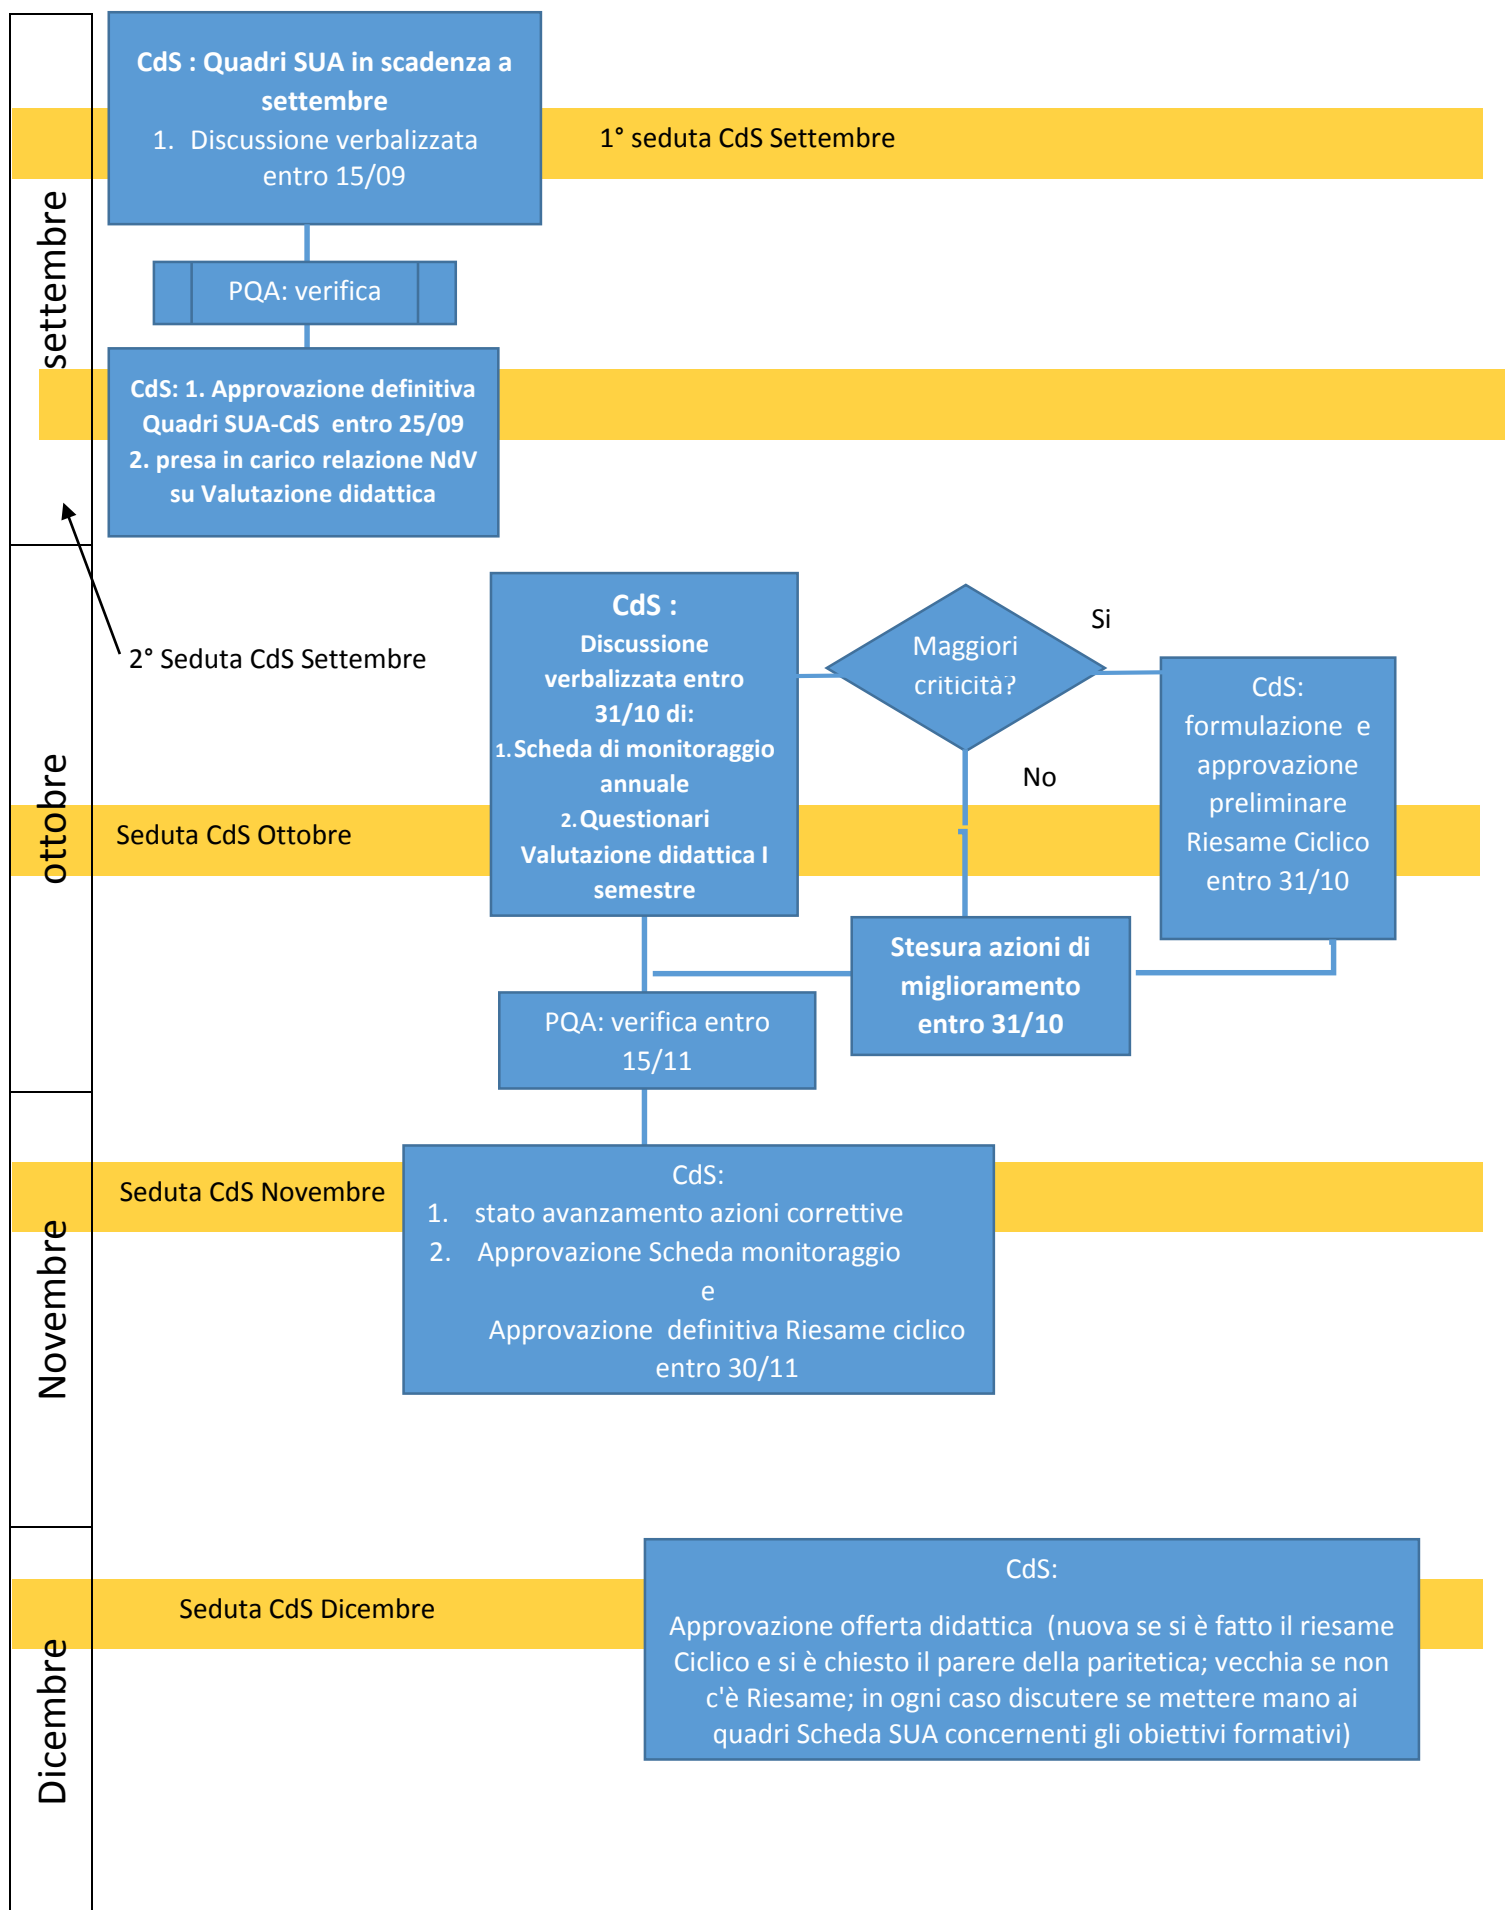 settembre
CdS : Quadri SUA in scadenza a
settembre
1. Discussione verbalizzata
entro 15/09
1° seduta CdS Settembre
PQA: verifica
CdS: 1. Approvazione definitiva
Quadri SUA-CdS entro 25/09
2. presa in carico relazione NdV
su Valutazione didattica
2° Seduta CdS Settembre
ottobre
Seduta CdS Ottobre
CdS :
Discussione
verbalizzata entro
31/10 di:
1. Scheda di monitoraggio
annuale
2. Questionari
Valutazione didattica I
semestre
Maggiori
criticità?
Si
No
CdS:
formulazione e
approvazione
preliminare
Riesame Ciclico
entro 31/10
Stesura azioni di
miglioramento
entro 31/10
PQA: verifica entro
15/11
Novembre
Seduta CdS Novembre
CdS:
1. stato avanzamento azioni correttive
2. Approvazione Scheda monitoraggio
e
Approvazione definitiva Riesame ciclico
entro 30/11
Dicembre
Seduta CdS Dicembre
CdS:
Approvazione offerta didattica (nuova se si è fatto il riesame
Ciclico e si è chiesto il parere della paritetica; vecchia se non
c'è Riesame; in ogni caso discutere se mettere mano ai
quadri Scheda SUA concernenti gli obiettivi formativi)